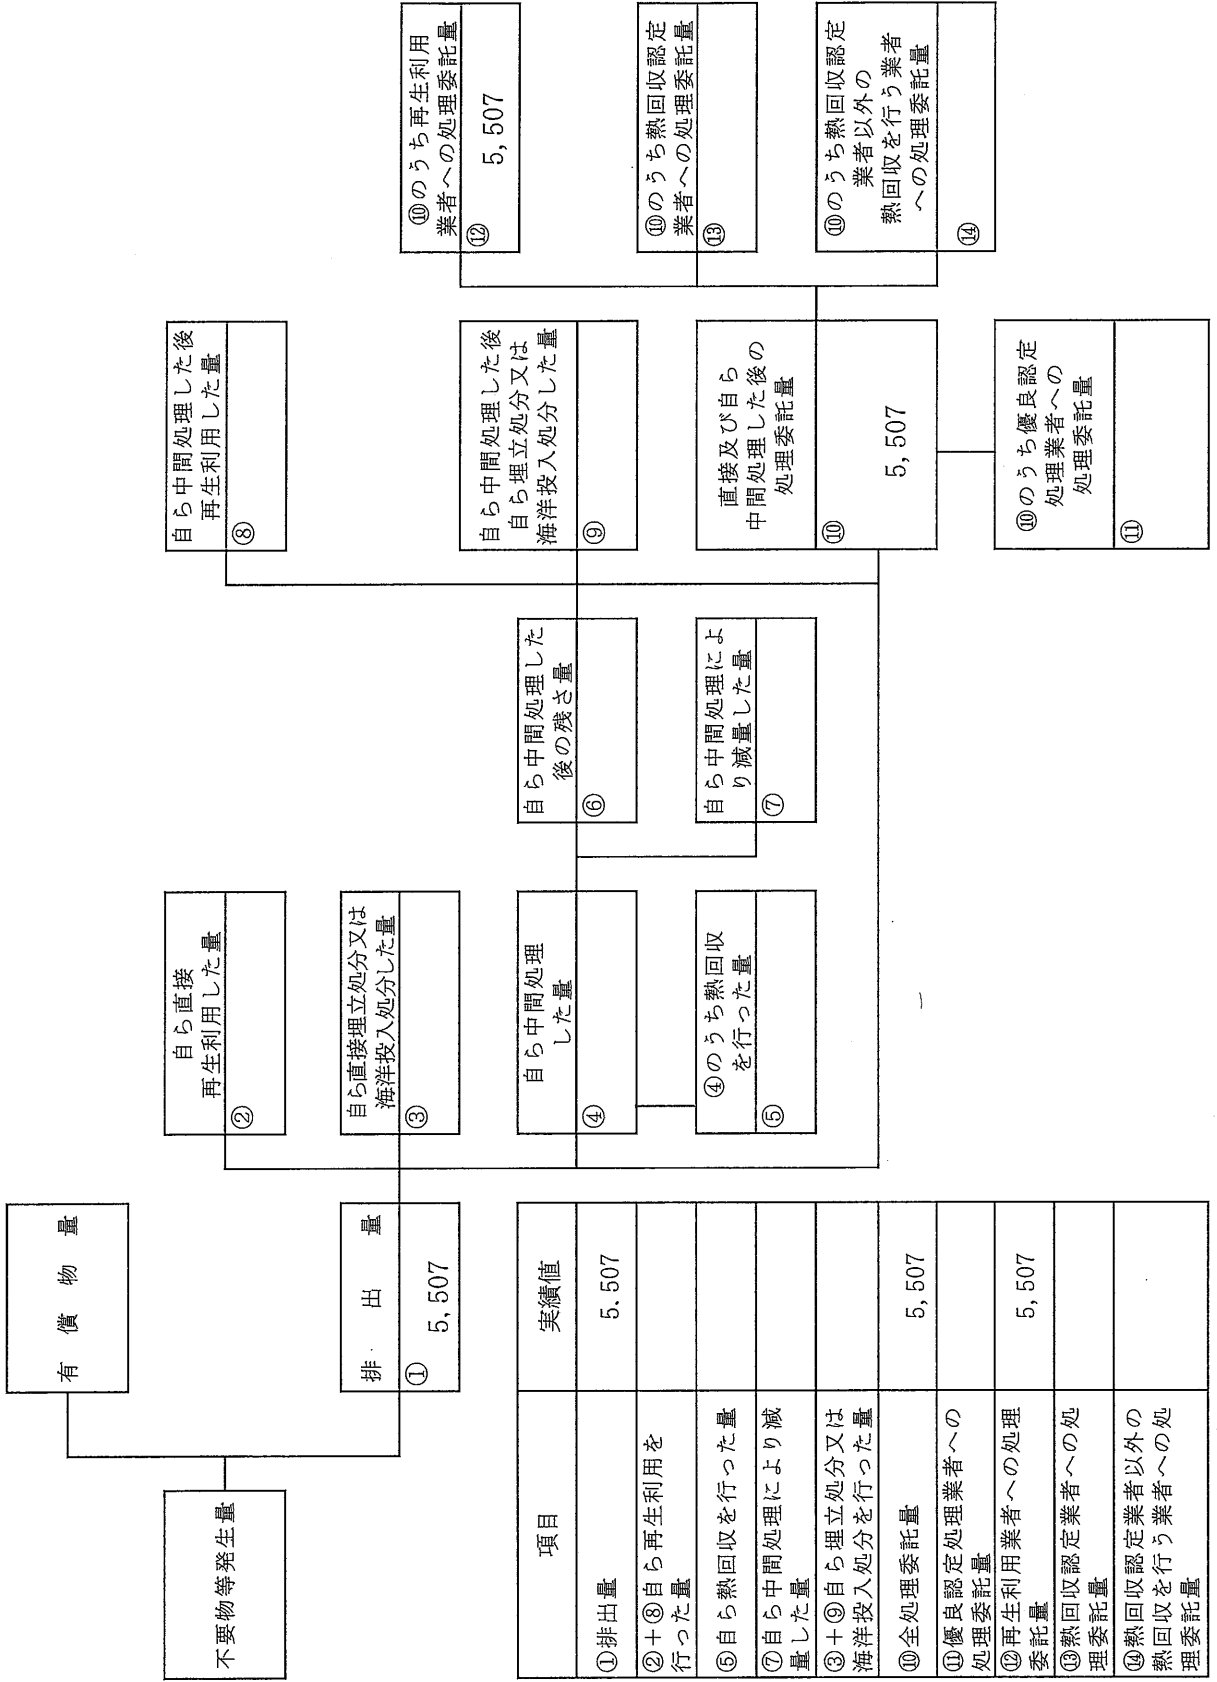 有償物量
不要物等発生量
排出量
①
5,507
自ら直接
再生利用した量
②
自ら直接埋立処分又は
海洋投入処分した量
③
自ら中間処理
した量
④
④のうち熱回収
を行った量
⑤
自ら中間処理した
後の残さ量
⑥
自ら中間処理によ
り減量した量
⑦
自ら中間処理した後
再生利用した量
⑧
自ら中間処理した後
自ら埋立処分又は
海洋投入処分した量
⑨
直接及び自ら
中間処理した後の
処理委託量
⑩
5,507
⑩のうち優良認定
処理業者への
処理委託量
⑪
⑩のうち再生利用
業者への処理委託量
⑫
5,507
⑩のうち熱回収認定
業者への処理委託量
⑬
⑩のうち熱回収認定
業者以外の
熱回収を行う業者
への処理委託量
⑭
項目
実績値
①排出量
5.507
②+⑧自ら再生利用を
行った量
⑤自ら熱回収を行った量
⑦自ら中間処理により減
量した量
③+⑨自ら埋立処分又は
海洋投入処分を行った量
⑩全処理委託量
5,507
⑪優良認定処理業者への
処理委託量
⑫再生利用業者への処理
委託量
5,507
⑬熱回収認定業者への処
理委託量
⑭熱回収認定業者以外の
熱回収を行う業者への処
理委託量